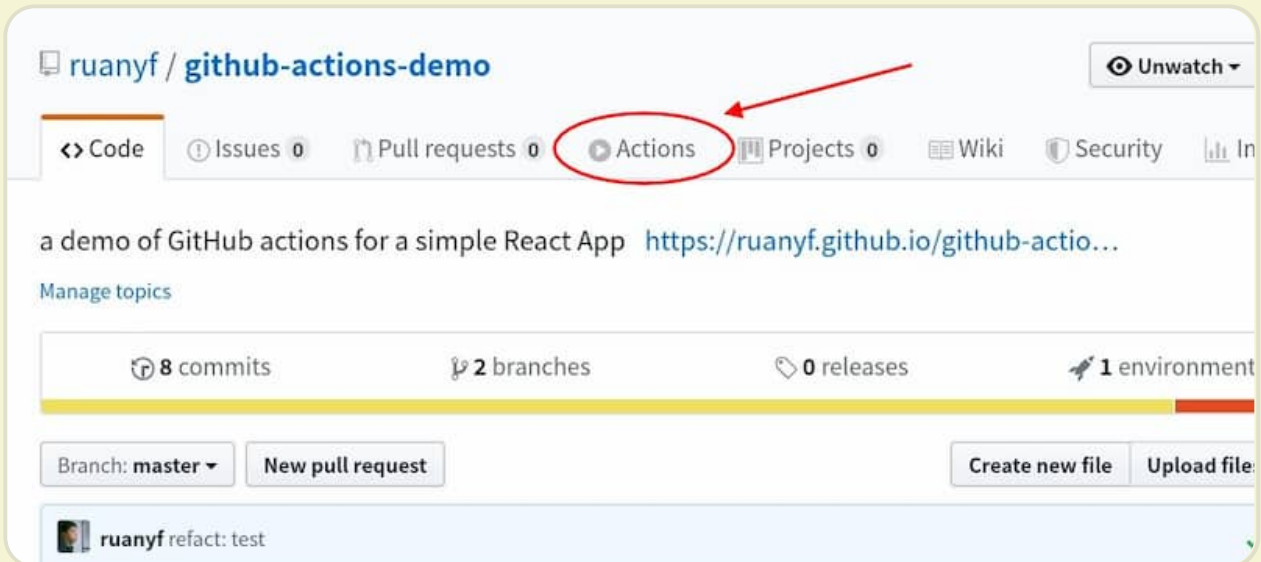 ruanyf / github-actions-demo Unwatch
Code Issues 0 Pull requests 0 Actions Projects 0 Wiki Security In
a demo of GitHub actions for a simple React App https://ruanyf.github.io/github-actio…
Manage topics
8 commits 2 branches 0 releases 1 environment
Branch: master New pull request Create new file Upload file
ruanyf refact: test